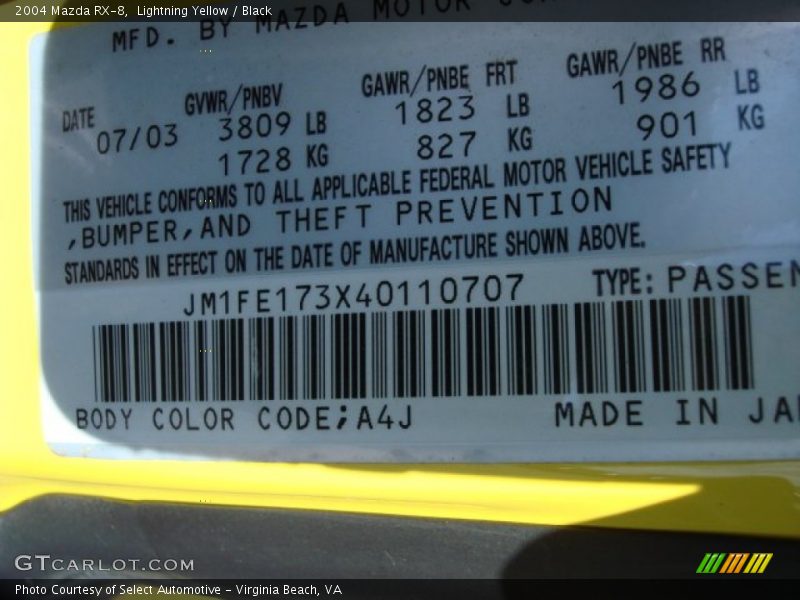 2004 Mazda RX-8, Lightning Yellow / Black
MFD. BY MAZDA MOTOR
DATE GVWR/PNBV GAWR/PNBE FRT GAWR/PNBE RR
07/03 3809 LB 1823 LB 1986 LB
1728 KG 827 KG 901 KG
THIS VEHICLE CONFORMS TO ALL APPLICABLE FEDERAL MOTOR VEHICLE SAFETY
,BUMPER,AND THEFT PREVENTION
STANDARDS IN EFFECT ON THE DATE OF MANUFACTURE SHOWN ABOVE.
JM1FE173X40110707 TYPE: PASSEN
BODY COLOR CODE;A4J MADE IN JA
GTCARLOT.COM
Photo Courtesy of Select Automotive - Virginia Beach, VA